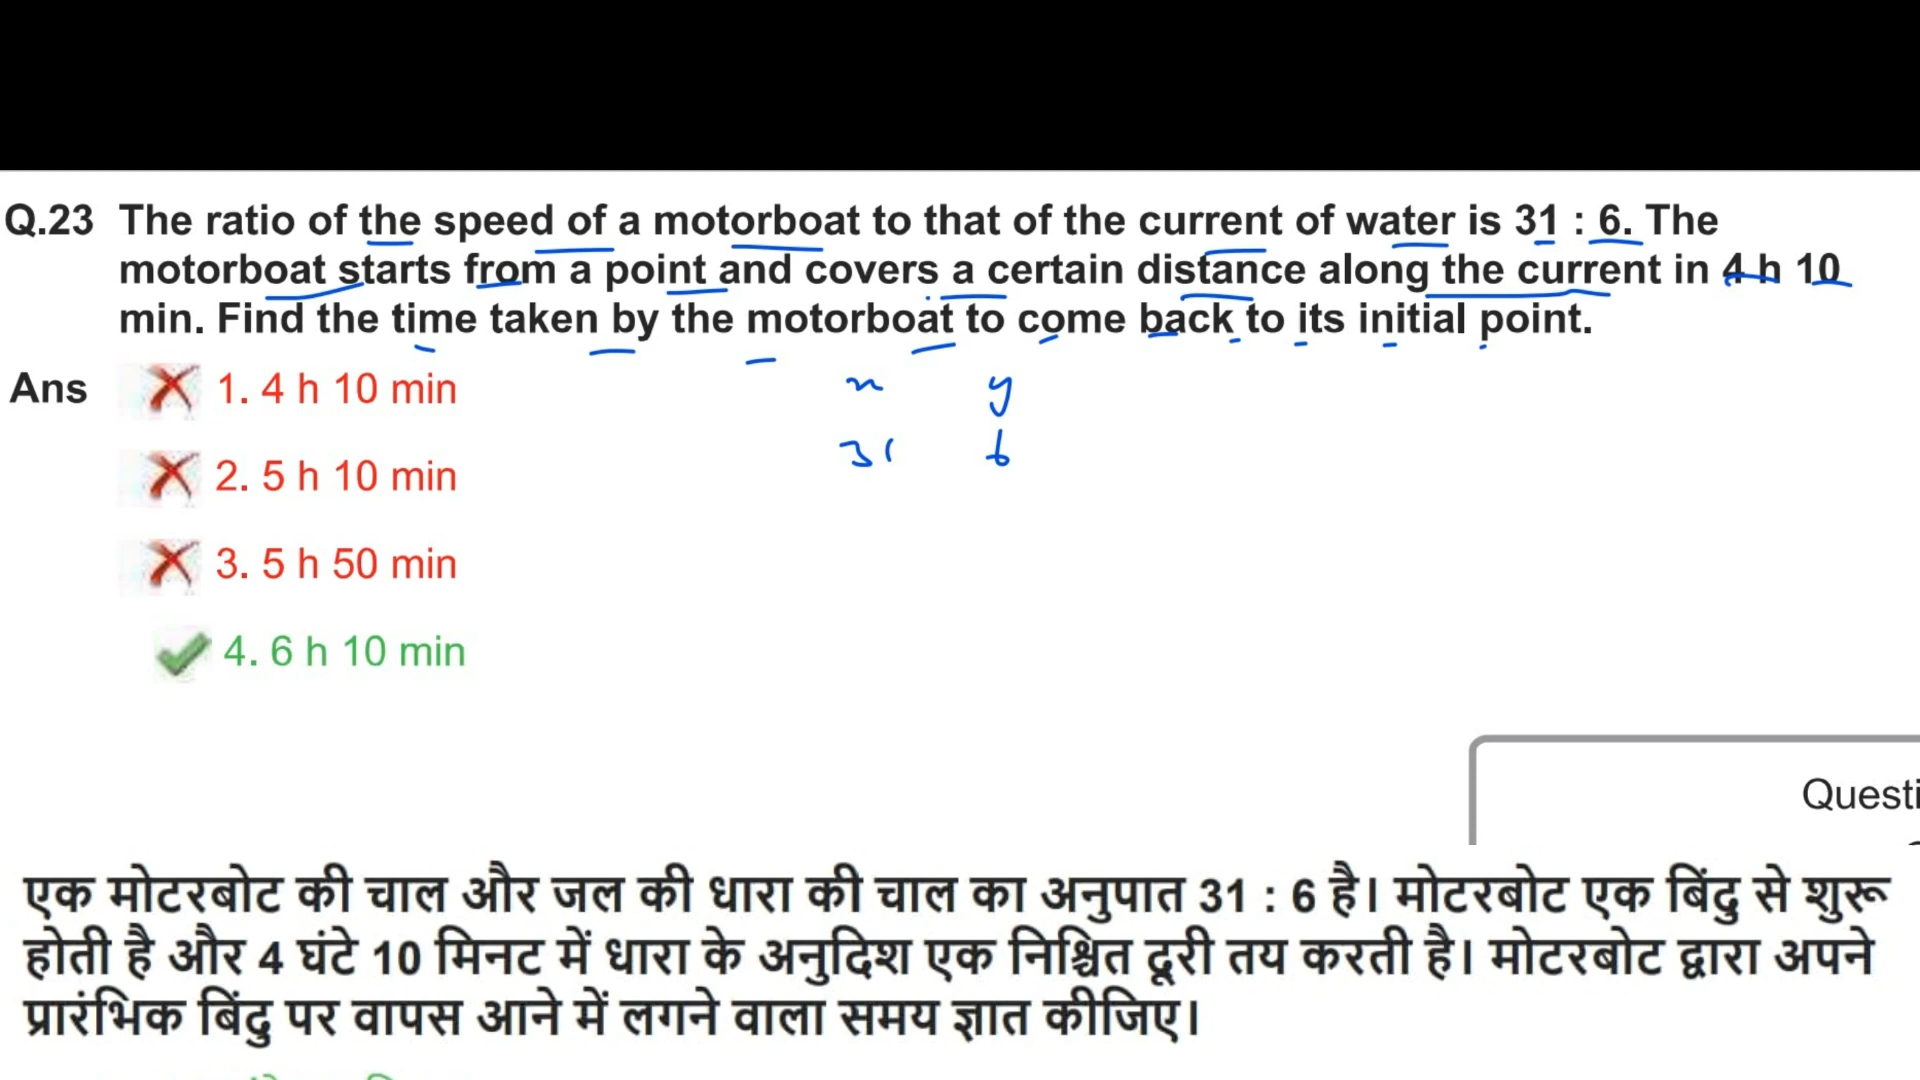 Q.23 The ratio of the speed of a motorboat to that of the current of water is 31 : 6. The
motorboat starts from a point and covers a certain distance along the current in 4 h 10
min. Find the time taken by the motorboat to come back to its initial point.
Ans 1. 4 h 10 min
x y
31 6
2. 5 h 10 min
3. 5 h 50 min
4. 6 h 10 min
Questi
एक मोटरबोट की चाल और जल की धारा की चाल का अनुपात 31 : 6 है। मोटरबोट एक बिंदु से शुरू
होती है और 4 घंटे 10 मिनट में धारा के अनुदिश एक निश्चित दूरी तय करती है। मोटरबोट द्वारा अपने
प्रारंभिक बिंदु पर वापस आने में लगने वाला समय ज्ञात कीजिए।